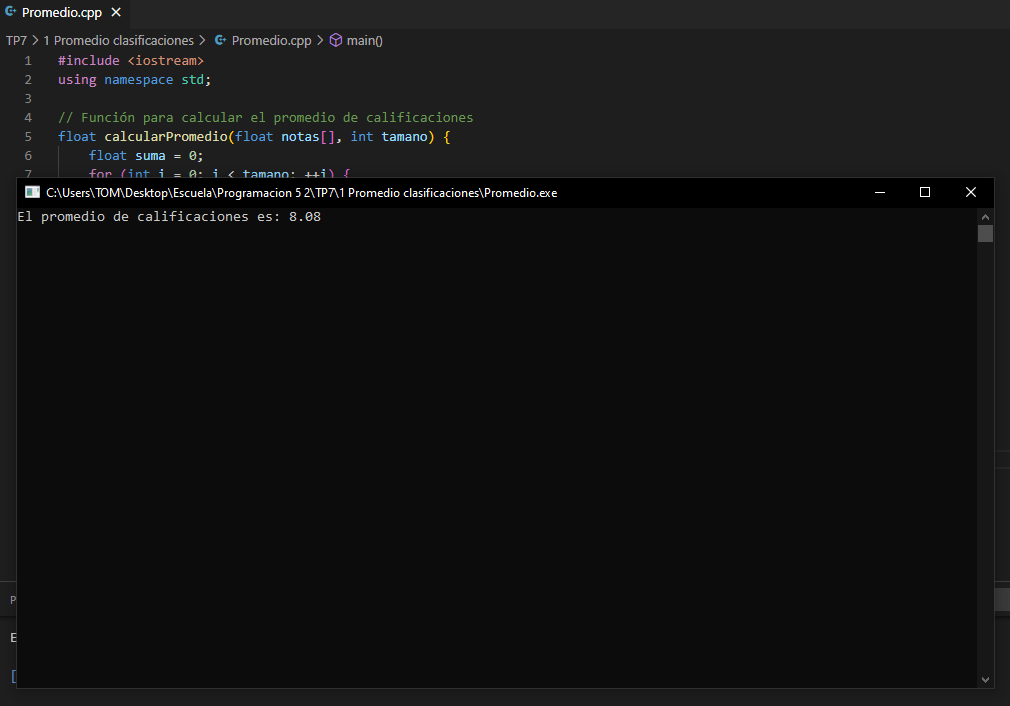 Promedio.cpp
TP7 > 1 Promedio clasificaciones > Promedio.cpp > main()
1 #include <iostream>
2 using namespace std;
3
4 // Función para calcular el promedio de calificaciones
5 float calcularPromedio(float notas[], int tamano) {
6 float suma = 0;
7 for (int i = 0; i < tamano; ++i) {
C:\Users\TOM\Desktop\Escuela\Programacion 5 2\TP7\1 Promedio clasificaciones\Promedio.exe
El promedio de calificaciones es: 8.08
P
E
[